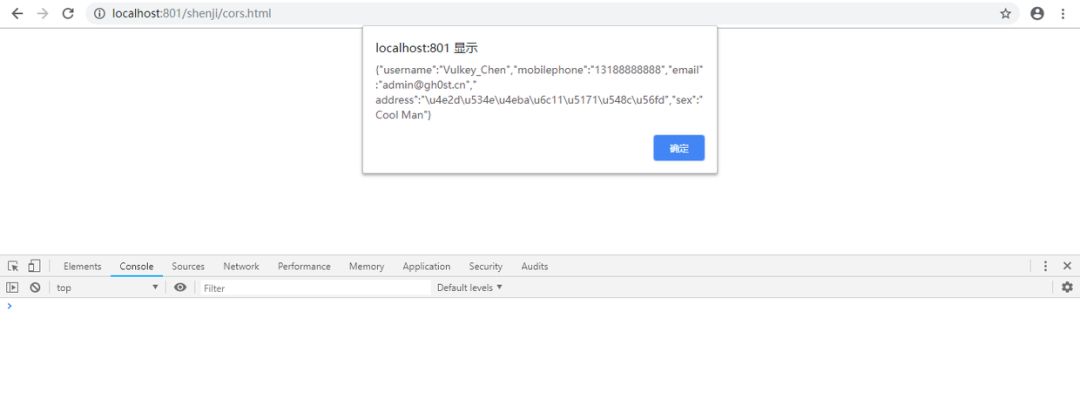 localhost:801/shenji/cors.html
localhost:801 显示
{"username":"Vulkey_Chen","mobilephone":"13188888888","email"
:"admin@gh0st.cn","
address":"\u4e2d\u534e\u4eba\u6c11\u5171\u548c\u56fd","sex":"
Cool Man"}
确定
Elements Console Sources Network Performance Memory Application Security Audits
top Filter Default levels